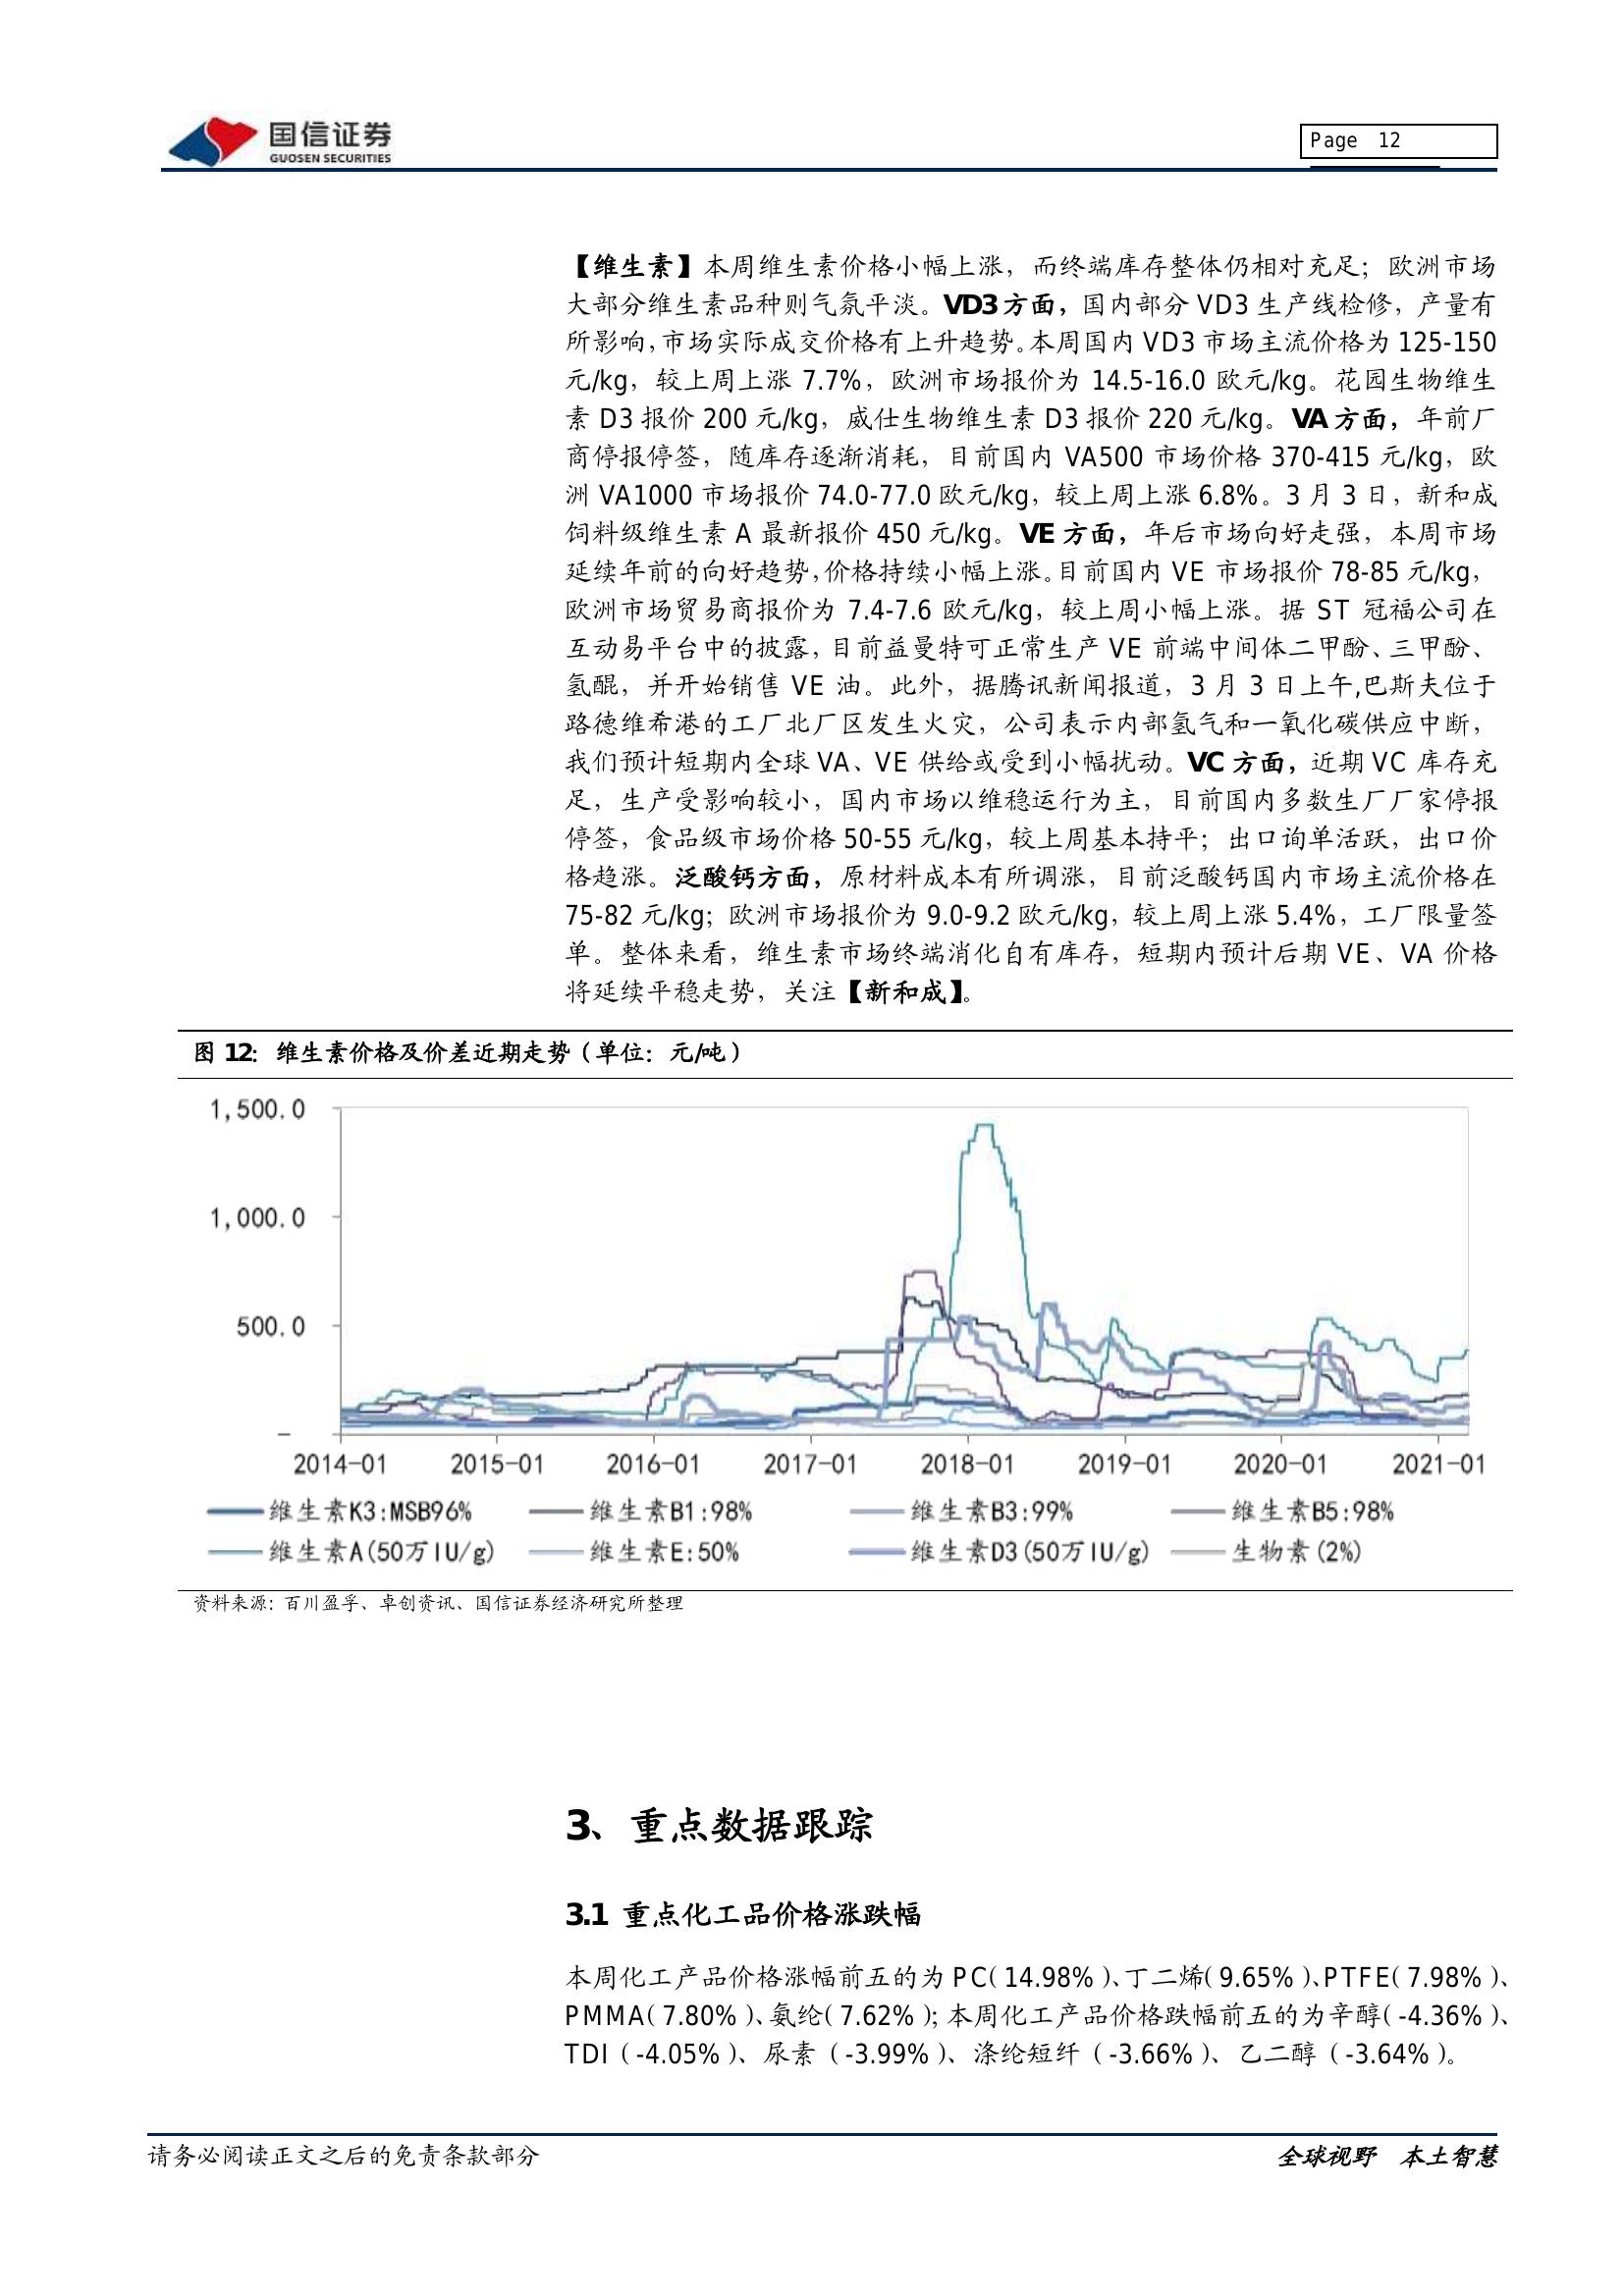 国信证券
GUOSEN SECURITIES
Page 12
【维生素】本周维生素价格小幅上涨，而终端库存整体仍相对充足；欧洲市场
大部分维生素品种则气氛平淡。VD3方面，国内部分 VD3 生产线检修，产量有
所影响，市场实际成交价格有上升趋势。本周国内 VD3 市场主流价格为 125-150
元/kg，较上周上涨 7.7%，欧洲市场报价为 14.5-16.0 欧元/kg。花园生物维生
素 D3 报价 200 元/kg，威仕生物维生素 D3 报价 220 元/kg。VA 方面，年前厂
商停报停签，随库存逐渐消耗，目前国内 VA500 市场价格 370-415 元/kg，欧
洲 VA1000 市场报价 74.0-77.0 欧元/kg，较上周上涨 6.8%。3 月 3 日，新和成
饲料级维生素 A 最新报价 450 元/kg。VE 方面，年后市场向好走强，本周市场
延续年前的向好趋势，价格持续小幅上涨。目前国内 VE 市场报价 78-85 元/kg，
欧洲市场贸易商报价为 7.4-7.6 欧元/kg，较上周小幅上涨。据 ST 冠福公司在
互动易平台中的披露，目前益曼特可正常生产 VE 前端中间体二甲酚、三甲酚、
氢醌，并开始销售 VE 油。此外，据腾讯新闻报道，3 月 3 日上午,巴斯夫位于
路德维希港的工厂北厂区发生火灾，公司表示内部氢气和一氧化碳供应中断，
我们预计短期内全球 VA、VE 供给或受到小幅扰动。VC 方面，近期 VC 库存充
足，生产受影响较小，国内市场以维稳运行为主，目前国内多数生厂厂家停报
停签，食品级市场价格 50-55 元/kg，较上周基本持平；出口询单活跃，出口价
格趋涨。泛酸钙方面，原材料成本有所调涨，目前泛酸钙国内市场主流价格在
75-82 元/kg；欧洲市场报价为 9.0-9.2 欧元/kg，较上周上涨 5.4%，工厂限量签
单。整体来看，维生素市场终端消化自有库存，短期内预计后期 VE、VA 价格
将延续平稳走势，关注【新和成】。
图 12：维生素价格及价差近期走势（单位：元/吨）
1,500.0
1,000.0
500.0
-
2014-01 2015-01 2016-01 2017-01 2018-01 2019-01 2020-01 2021-01
维生素K3:MSB96% 维生素B1:98% 维生素B3:99% 维生素B5:98%
维生素A(50万IU/g) 维生素E:50% 维生素D3(50万IU/g) 生物素(2%)
资料来源：百川盈孚、卓创资讯、国信证券经济研究所整理
3、重点数据跟踪
3.1 重点化工品价格涨跌幅
本周化工产品价格涨幅前五的为 PC（14.98%）、丁二烯（9.65%）、PTFE（7.98%）、
PMMA（7.80%）、氨纶（7.62%）；本周化工产品价格跌幅前五的为辛醇（-4.36%）、
TDI（-4.05%）、尿素（-3.99%）、涤纶短纤（-3.66%）、乙二醇（-3.64%）。
请务必阅读正文之后的免责条款部分
全球视野 本土智慧